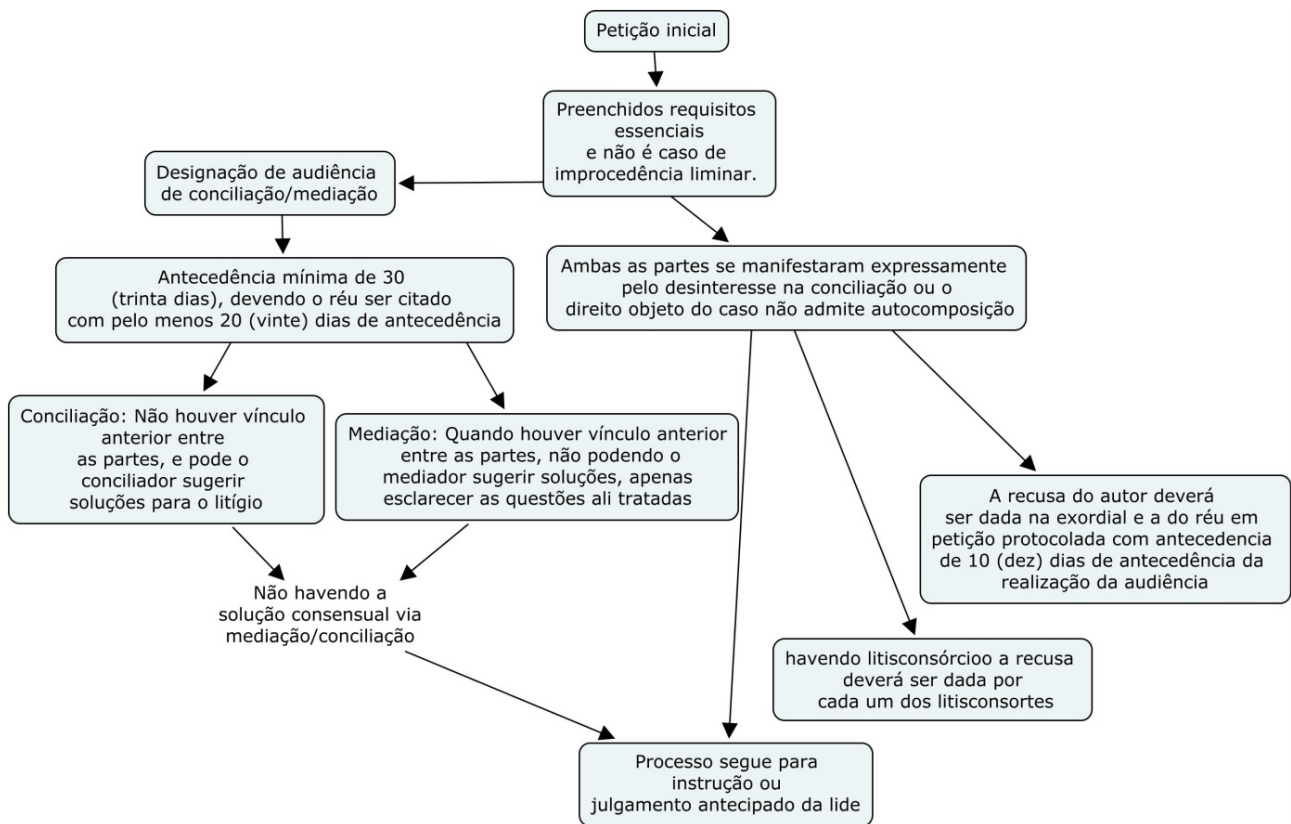 Petição inicial
Preenchidos requisitos
essenciais
e não é caso de
improcedência liminar.
Designação de audiência
de conciliação/mediação
Antecedência mínima de 30
(trinta dias), devendo o réu ser citado
com pelo menos 20 (vinte) dias de antecedência
Ambas as partes se manifestaram expressamente
pelo desinteresse na conciliação ou o
direito objeto do caso não admite autocomposição
Conciliação: Não houver vínculo
anterior entre
as partes, e pode o
conciliador sugerir
soluções para o litígio
Mediação: Quando houver vínculo anterior
entre as partes, não podendo o
mediador sugerir soluções, apenas
esclarecer as questões ali tratadas
A recusa do autor deverá
ser dada na exordial e a do réu em
petição protocolada com antecedencia
de 10 (dez) dias de antecedência da
realização da audiência
Não havendo a
solução consensual via
mediação/conciliação
havendo litisconsórcioo a recusa
deverá ser dada por
cada um dos litisconsortes
Processo segue para
instrução ou
julgamento antecipado da lide